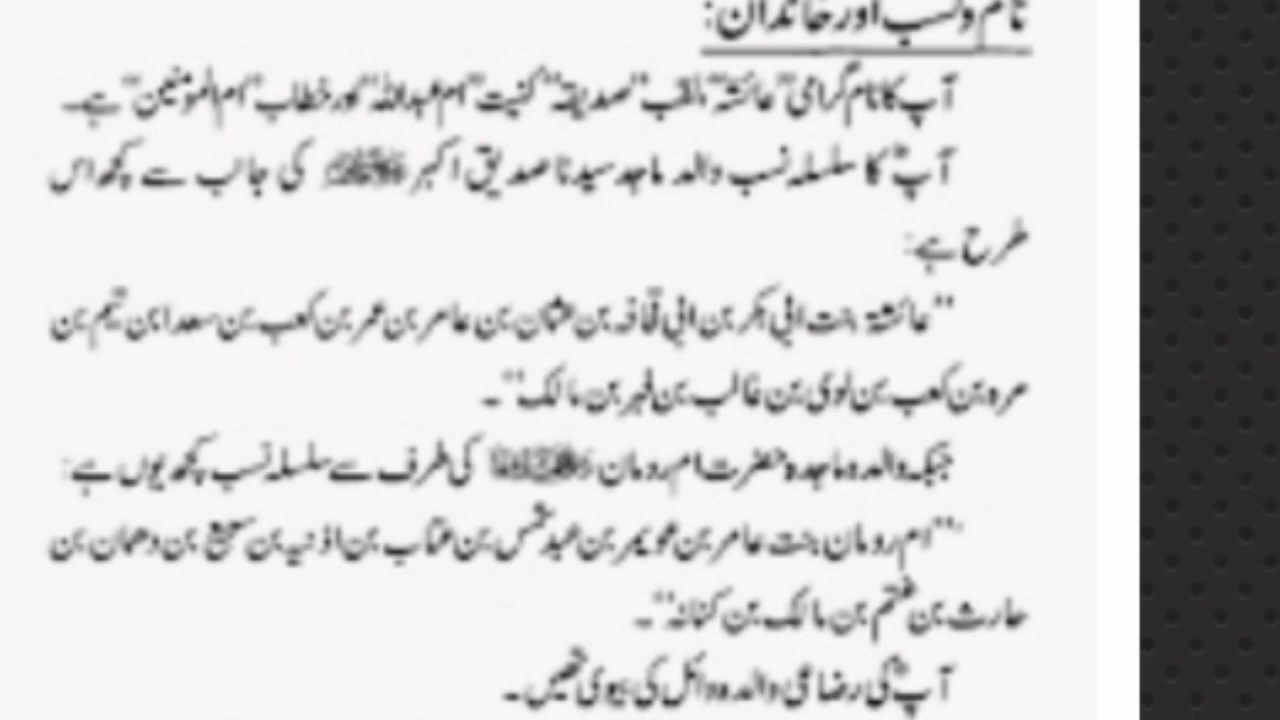 نام ونسب اور خاندان:
آپ کا نام گرامی "عائشہ" لقب "صدیقہ" کنیت "ام عبداللہ" اور خطاب "ام المومنین" ہے۔
آپؓ کا سلسلہ نسب والد ماجد سیدنا صدیق اکبر کی جانب سے کچھ اس
طرح ہے:
"عائشہ بنت ابی بکر بن ابی قحافہ بن عثمان بن عامر بن عمر بن کعب بن سعد ابن تیم بن
مرہ بن کعب بن لوی بن غالب بن فہر بن مالک"۔
جبکہ والدہ ماجدہ حضرت ام رومان کی طرف سے سلسلہ نسب کچھ یوں ہے:
"ام رومان بنت عامر بن عویمر بن عبد شمس بن عتاب بن اذنیہ بن سبیع بن دھمان بن
حارث بن غنم بن مالک بن کنانہ"۔
آپؓ کی رضاعی والدہ وائل کی بیوی تھیں۔